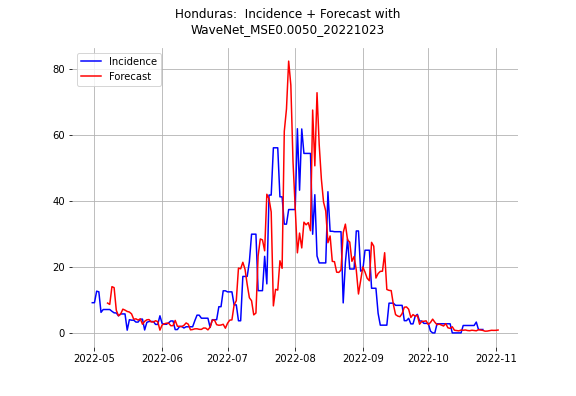 Honduras:  Incidence + Forecast with
WaveNet_MSE0.0050_20221023
Incidence
Forecast
80
60
40
20
0
2022-05 2022-06 2022-07 2022-08 2022-09 2022-10 2022-11